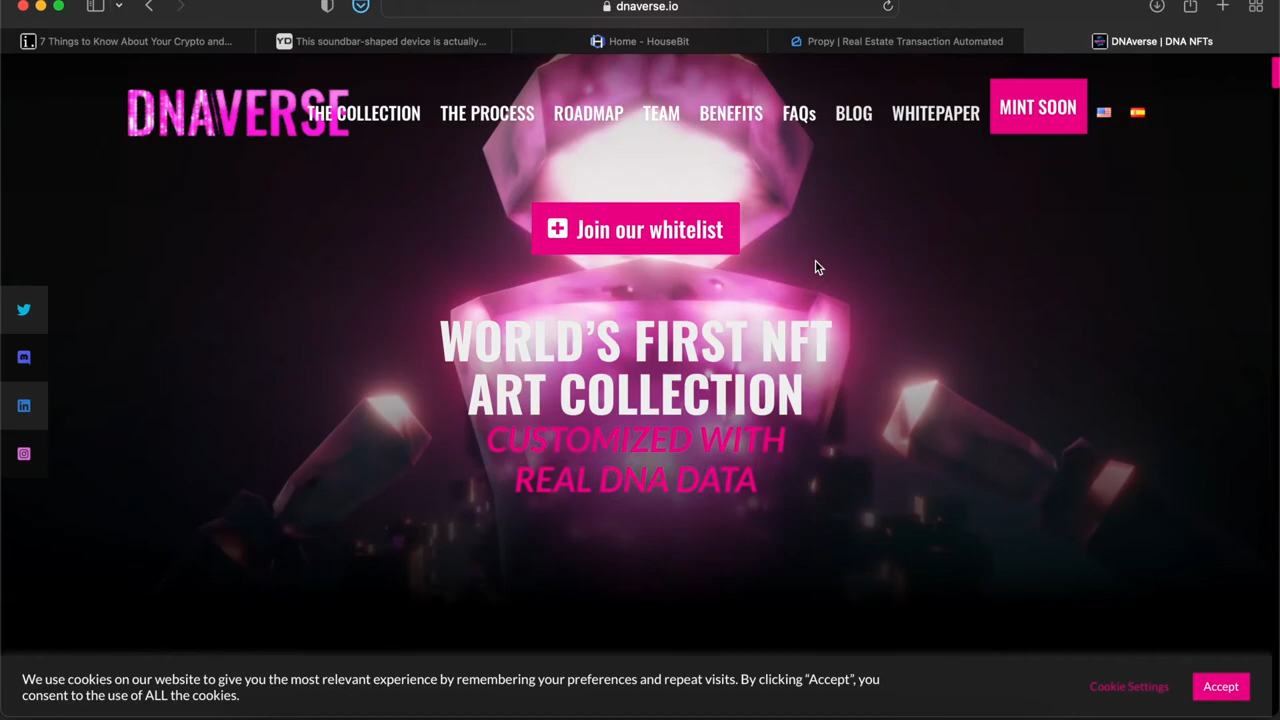 dnaverse.io
7 Things to Know About Your Crypto and...
This soundbar-shaped device is actually...
Home - HouseBit
Propy | Real Estate Transaction Automated
DNAverse | DNA NFTs
DNAVERSE
THE COLLECTION
THE PROCESS
ROADMAP
TEAM
BENEFITS
FAQs
BLOG
WHITEPAPER
MINT SOON
Join our whitelist
WORLD’S FIRST NFT
ART COLLECTION
CUSTOMIZED WITH
REAL DNA DATA
We use cookies on our website to give you the most relevant experience by remembering your preferences and repeat visits. By clicking “Accept”, you
consent to the use of ALL the cookies.
Cookie Settings
Accept